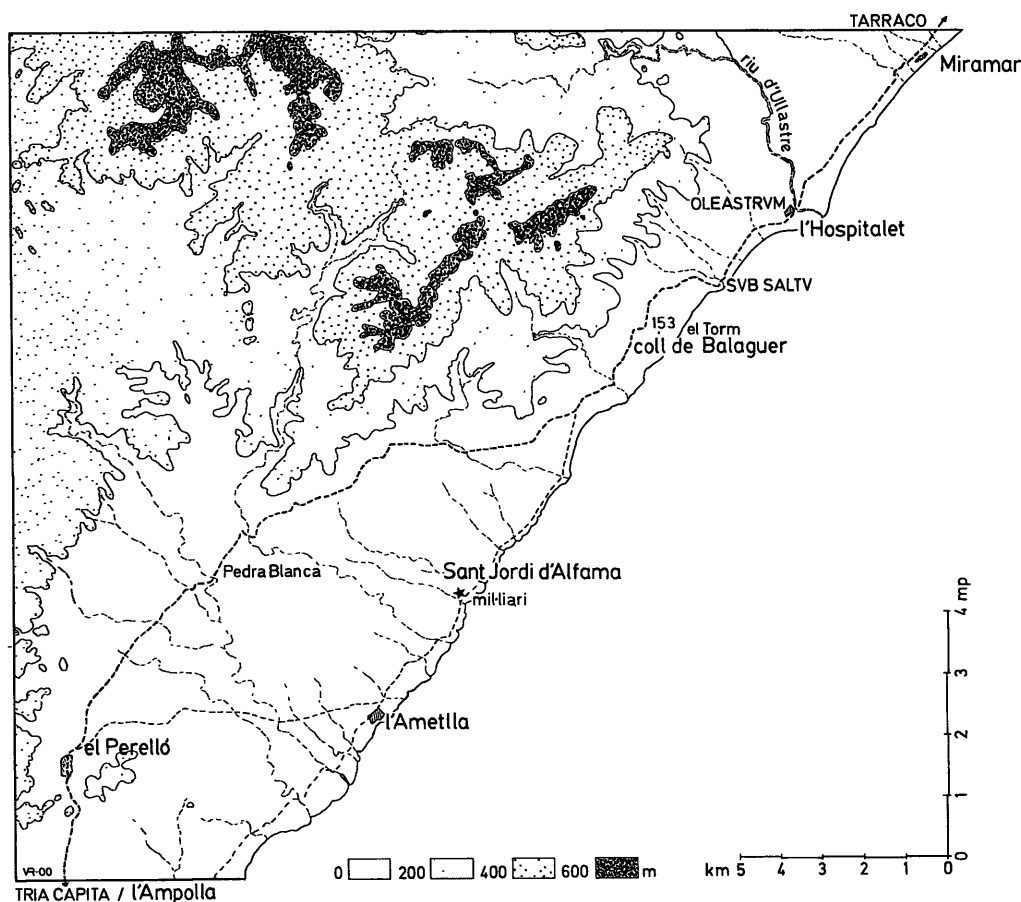 TARRACO
Miramar
riu d'Ullastre
OLEASTRVM
l'Hospitalet
SVB SALTV
153 el Torm
coll de Balaguer
Pedra Blanca
Sant Jordi d'Alfama
mil·liari
l'Ametlla
el Perelló
4 mp
3
2
1
0
VR-00
0 200 400 600 m
km 5 4 3 2 1 0
TRIA CAPITA / l'Ampolla